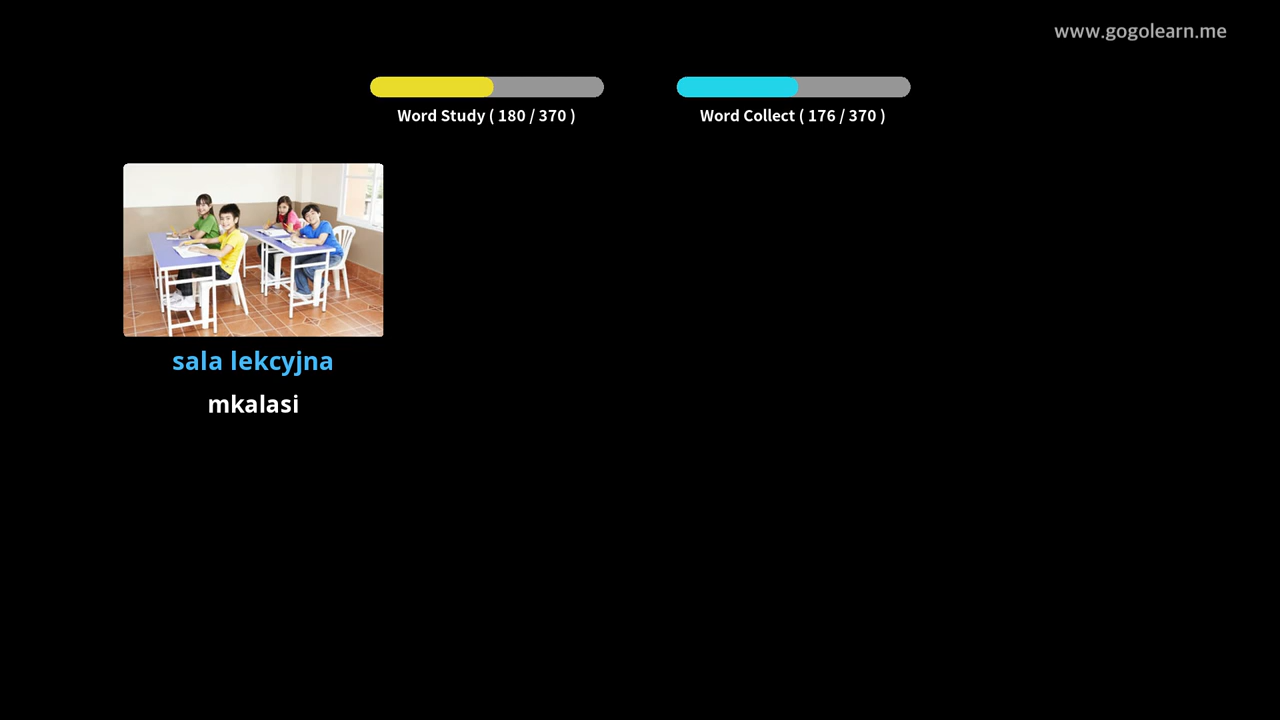 www.gogolearn.me
Word Study ( 180 / 370 )
Word Collect ( 176 / 370 )
sala lekcyjna
mkalasi